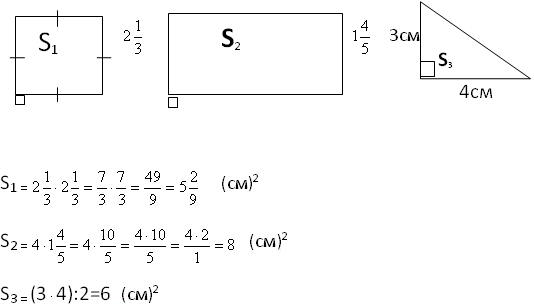 S₁ 2 1/3 S₂ 1 4/5 3см S₃
4см
S₁ = 2 1/3 · 2 1/3 = 7/3 · 7/3 = 49/9 = 5 2/9 (см)²
S₂ = 4 · 1 4/5 = 4 · 10/5 = 4·10/5 = 4·2/1 = 8 (см)²
S₃ = (3 · 4):2=6 (см)²